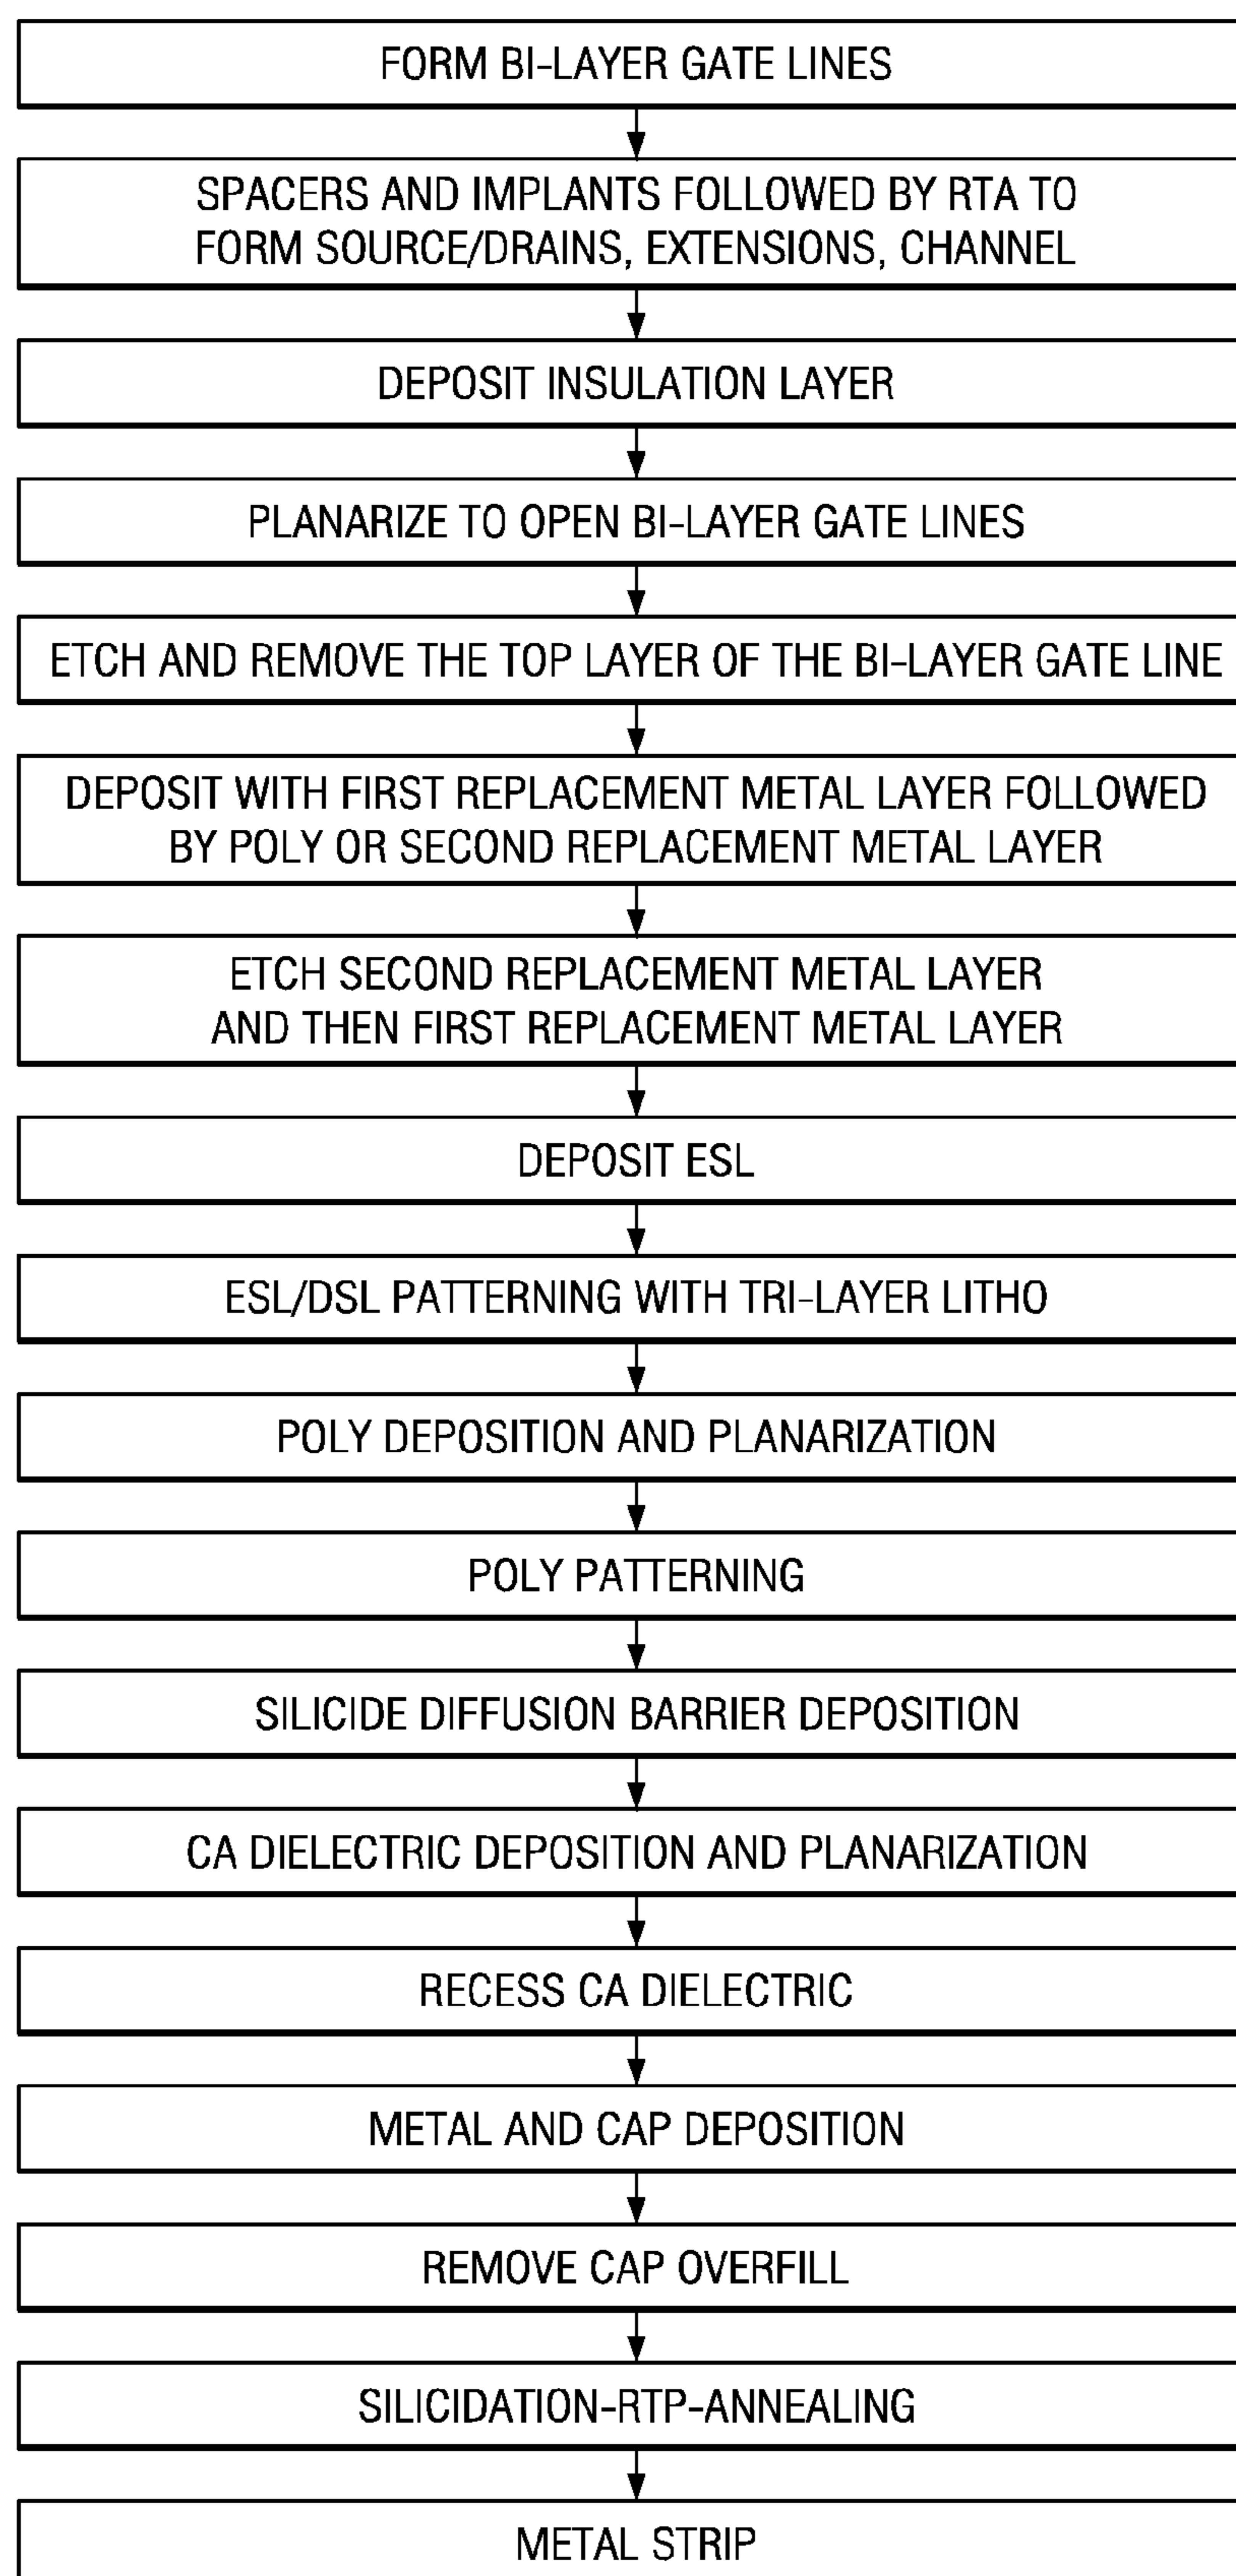 FORM BI-LAYER GATE LINES
SPACERS AND IMPLANTS FOLLOWED BY RTA TO
FORM SOURCE/DRAINS, EXTENSIONS, CHANNEL
DEPOSIT INSULATION LAYER
PLANARIZE TO OPEN BI-LAYER GATE LINES
ETCH AND REMOVE THE TOP LAYER OF THE BI-LAYER GATE LINE
DEPOSIT WITH FIRST REPLACEMENT METAL LAYER FOLLOWED
BY POLY OR SECOND REPLACEMENT METAL LAYER
ETCH SECOND REPLACEMENT METAL LAYER
AND THEN FIRST REPLACEMENT METAL LAYER
DEPOSIT ESL
ESL/DSL PATTERNING WITH TRI-LAYER LITHO
POLY DEPOSITION AND PLANARIZATION
POLY PATTERNING
SILICIDE DIFFUSION BARRIER DEPOSITION
CA DIELECTRIC DEPOSITION AND PLANARIZATION
RECESS CA DIELECTRIC
METAL AND CAP DEPOSITION
REMOVE CAP OVERFILL
SILICIDATION-RTP-ANNEALING
METAL STRIP